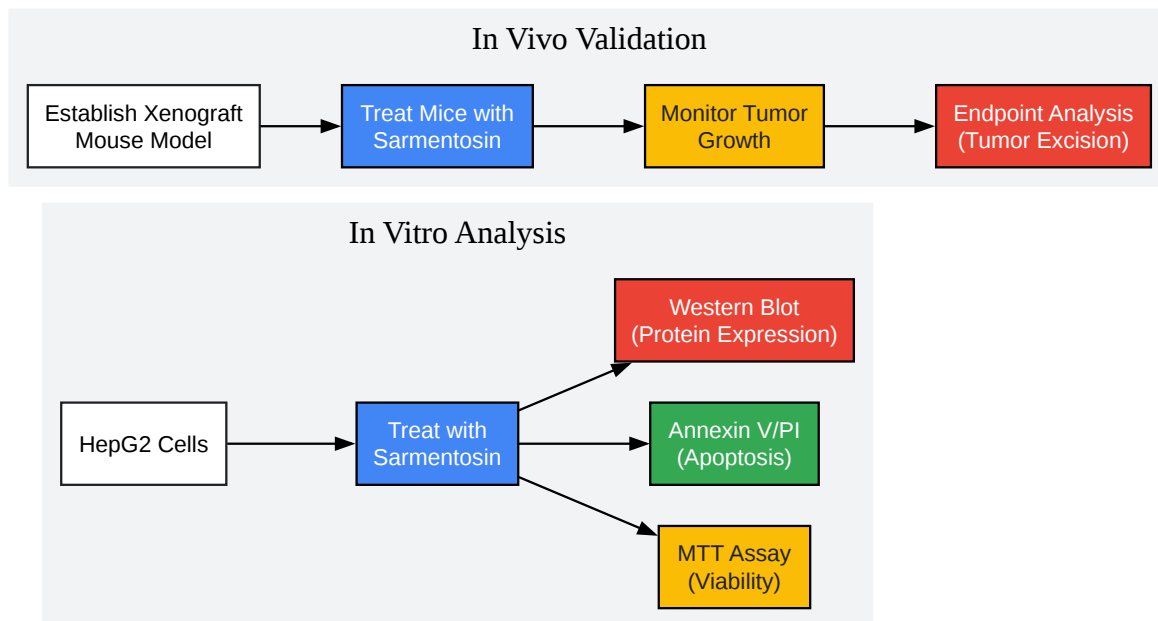 In Vivo Validation
Establish Xenograft
Mouse Model
Treat Mice with
Sarmentosin
Monitor Tumor
Growth
Endpoint Analysis
(Tumor Excision)
In Vitro Analysis
HepG2 Cells
Treat with
Sarmentosin
Western Blot
(Protein Expression)
Annexin V/PI
(Apoptosis)
MTT Assay
(Viability)